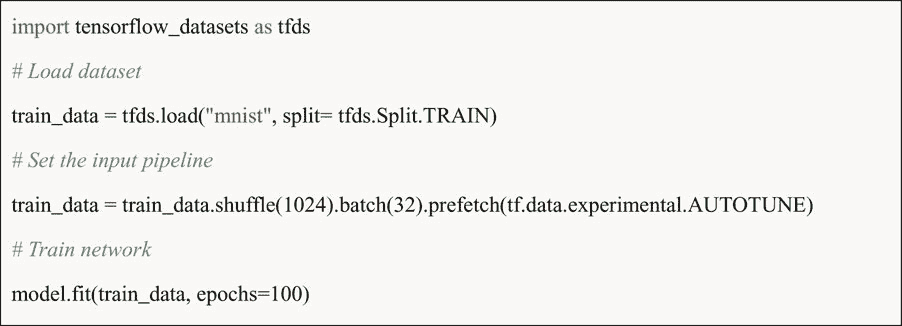 import tensorflow_datasets as tfds
# Load dataset
train_data = tfds.load("mnist", split= tfds.Split.TRAIN)
# Set the input pipeline
train_data = train_data.shuffle(1024).batch(32).prefetch(tf.data.experimental.AUTOTUNE)
# Train network
model.fit(train_data, epochs=100)